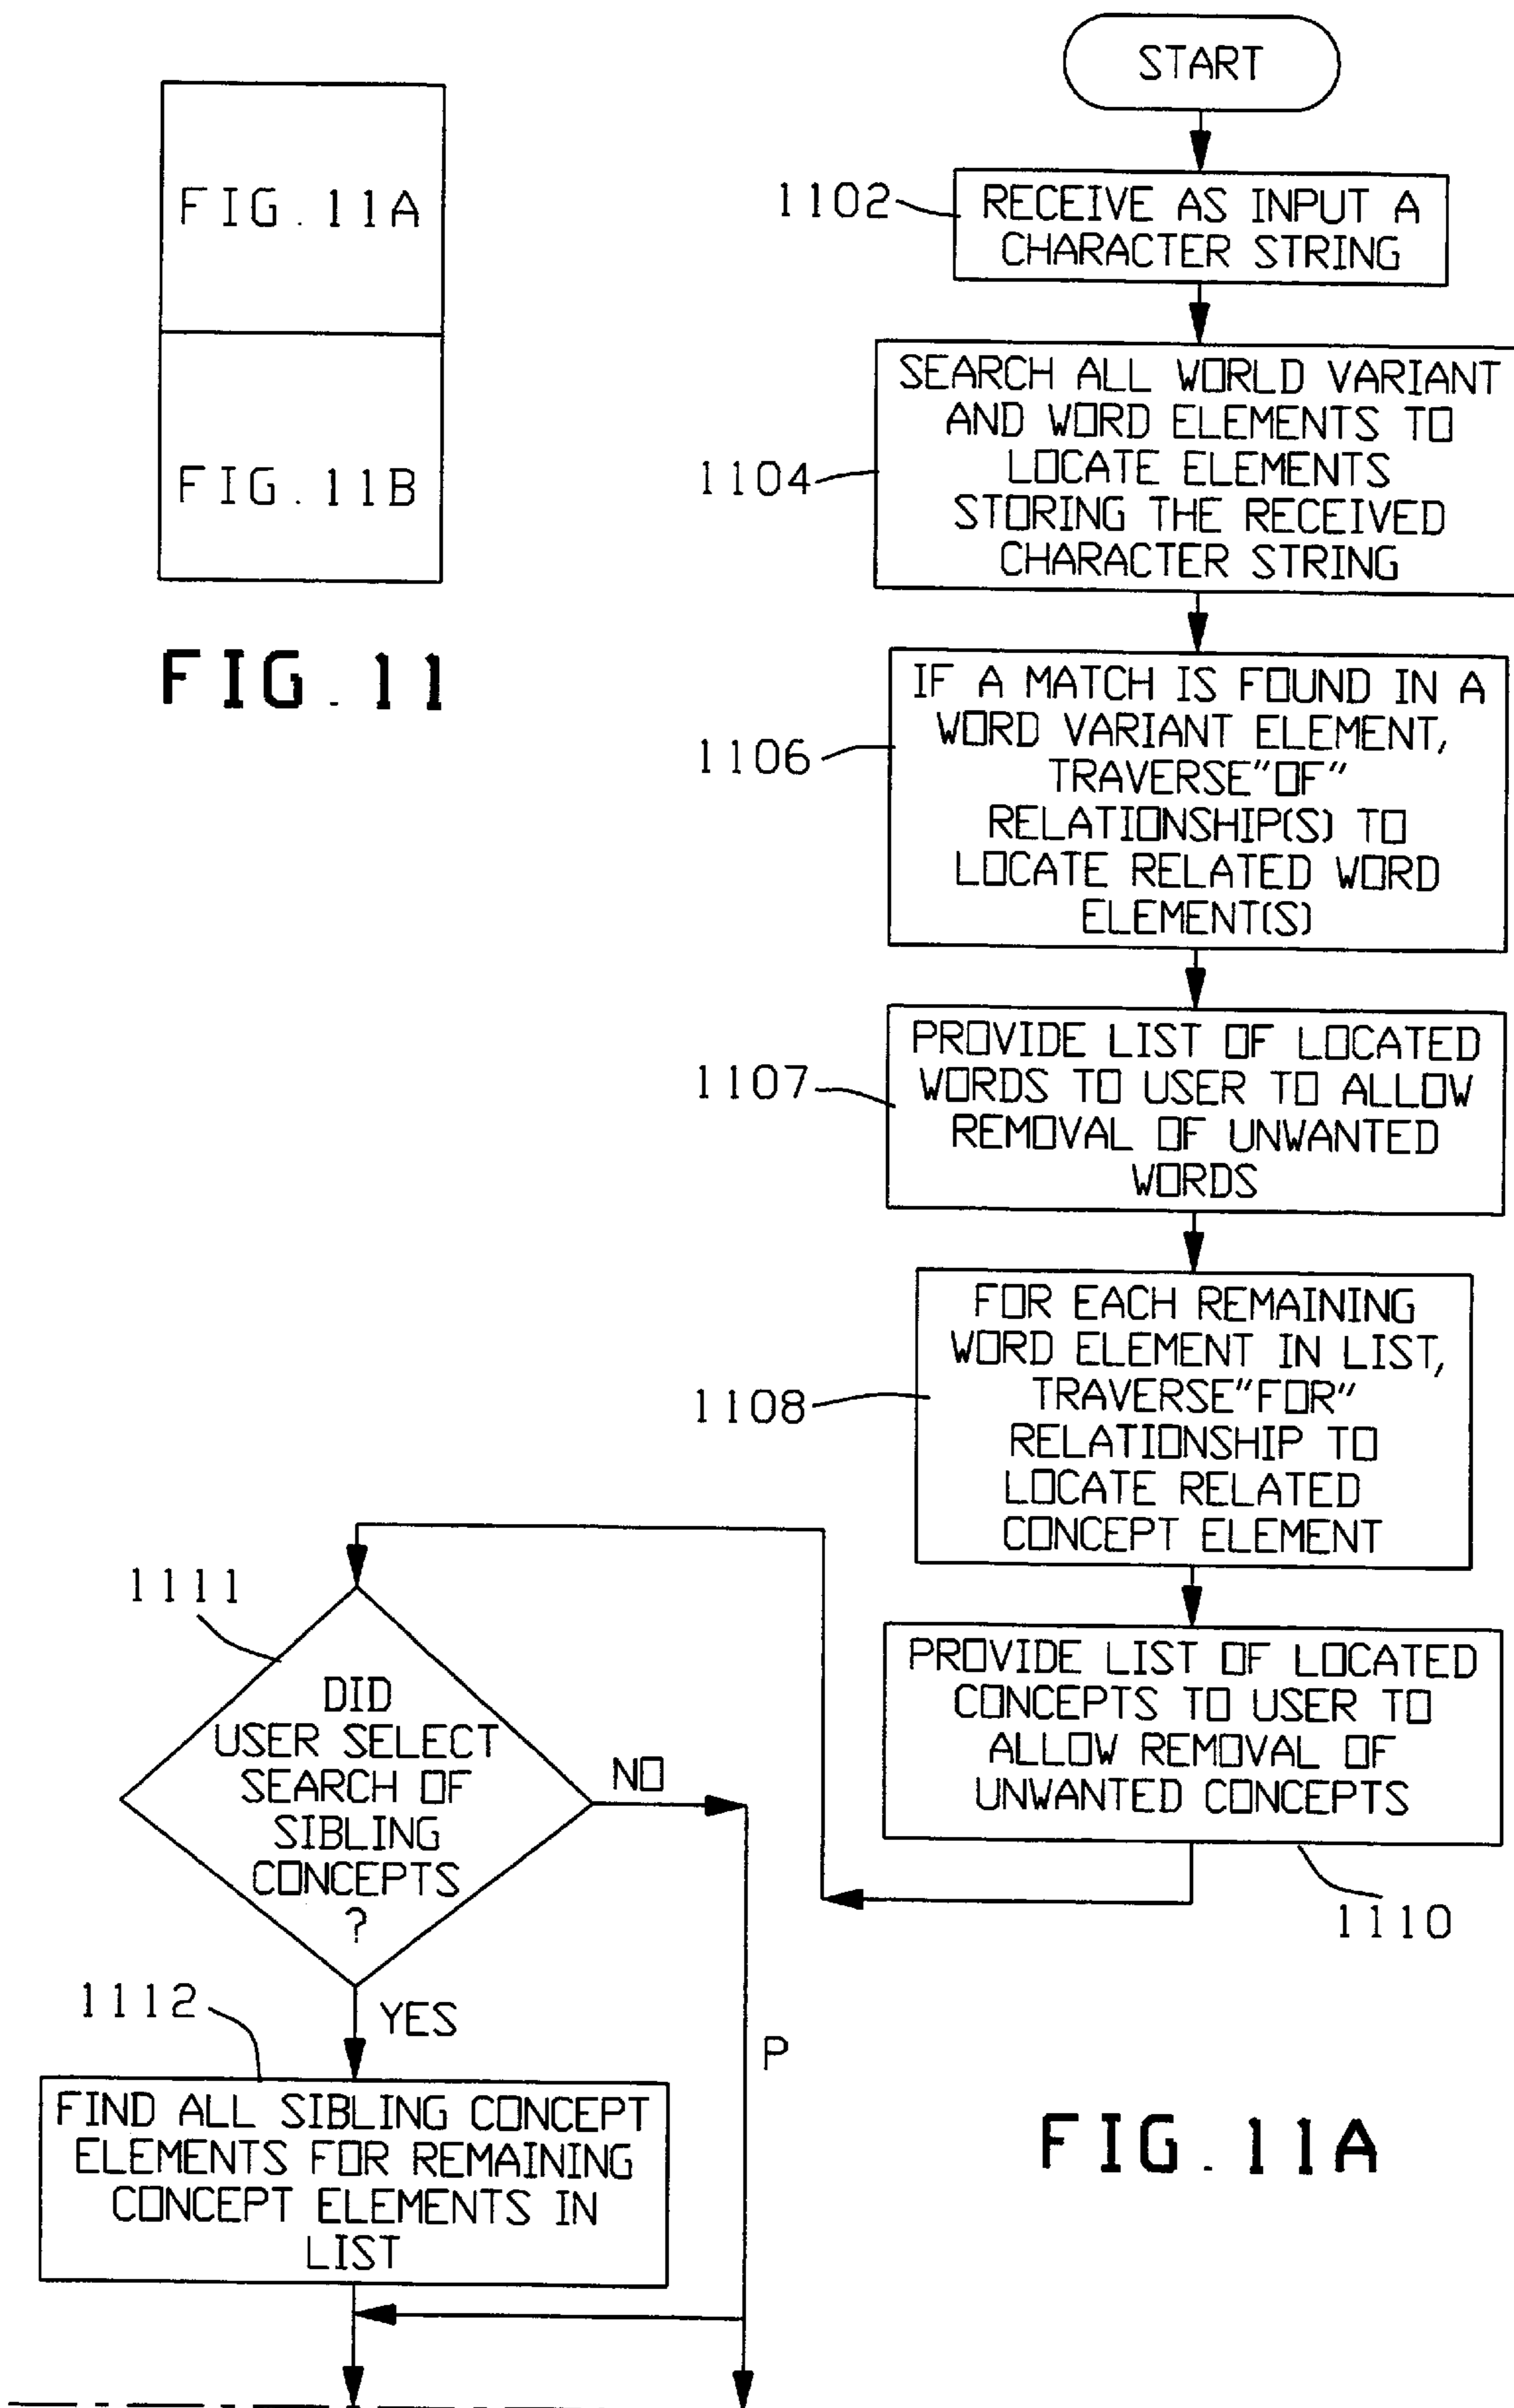 FIG. 11A
FIG. 11B
FIG. 11
START
1102
RECEIVE AS INPUT A
CHARACTER STRING
1104
SEARCH ALL WORLD VARIANT
AND WORD ELEMENTS TO
LOCATE ELEMENTS
STORING THE RECEIVED
CHARACTER STRING
1106
IF A MATCH IS FOUND IN A
WORD VARIANT ELEMENT,
TRAVERSE"OF"
RELATIONSHIP(S) TO
LOCATE RELATED WORD
ELEMENT(S)
1107
PROVIDE LIST OF LOCATED
WORDS TO USER TO ALLOW
REMOVAL OF UNWANTED
WORDS
1108
FOR EACH REMAINING
WORD ELEMENT IN LIST,
TRAVERSE"FOR"
RELATIONSHIP TO
LOCATE RELATED
CONCEPT ELEMENT
PROVIDE LIST OF LOCATED
CONCEPTS TO USER TO
ALLOW REMOVAL OF
UNWANTED CONCEPTS
1110
1111
DID
USER SELECT
SEARCH OF
SIBLING
CONCEPTS
?
NO
YES
P
1112
FIND ALL SIBLING CONCEPT
ELEMENTS FOR REMAINING
CONCEPT ELEMENTS IN
LIST
FIG. 11A